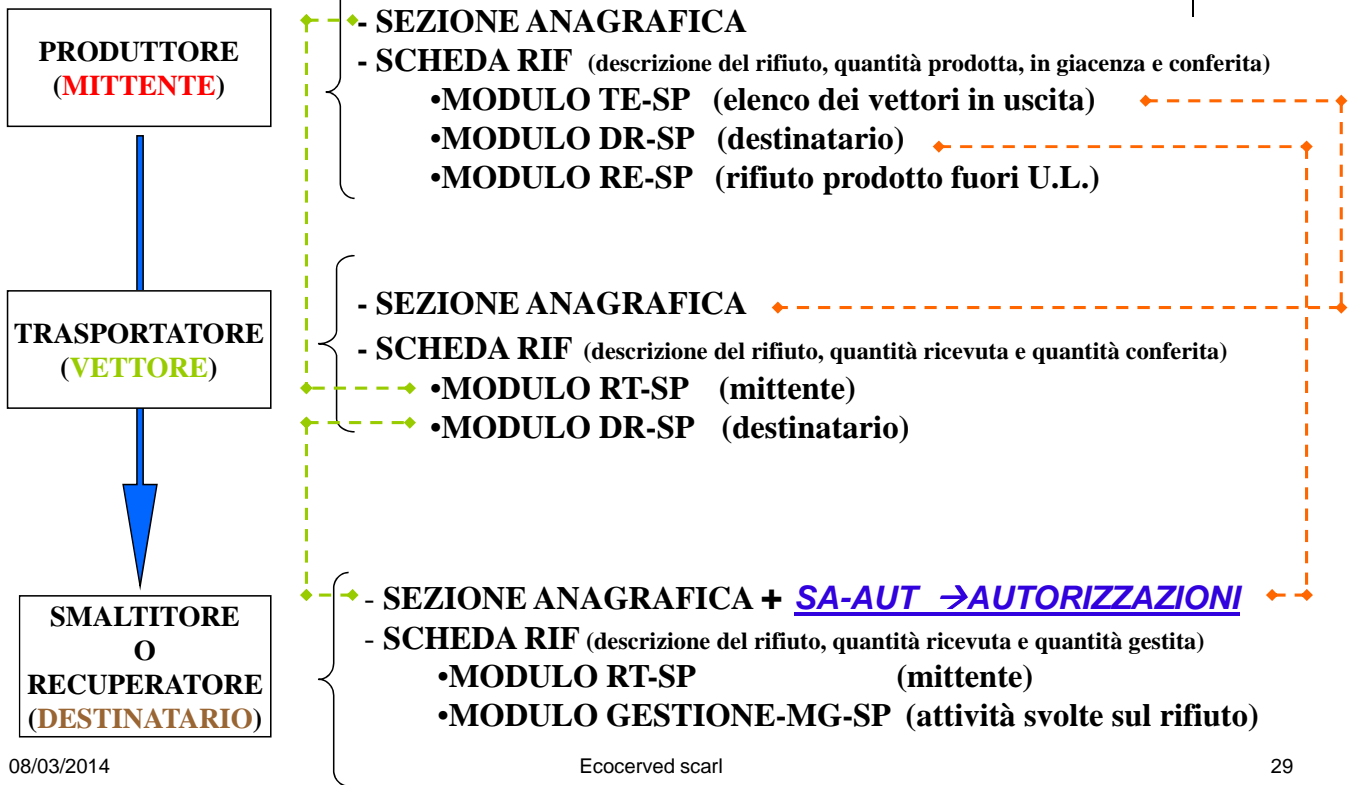 PRODUTTORE
(MITTENTE)
- SEZIONE ANAGRAFICA
- SCHEDA RIF (descrizione del rifiuto, quantità prodotta, in giacenza e conferita)
•MODULO TE-SP (elenco dei vettori in uscita)
•MODULO DR-SP (destinatario)
•MODULO RE-SP (rifiuto prodotto fuori U.L.)
TRASPORTATORE
(VETTORE)
- SEZIONE ANAGRAFICA
- SCHEDA RIF (descrizione del rifiuto, quantità ricevuta e quantità conferita)
•MODULO RT-SP (mittente)
•MODULO DR-SP (destinatario)
SMALTITORE
O
RECUPERATORE
(DESTINATARIO)
- SEZIONE ANAGRAFICA + SA-AUT →AUTORIZZAZIONI
- SCHEDA RIF (descrizione del rifiuto, quantità ricevuta e quantità gestita)
•MODULO RT-SP (mittente)
•MODULO GESTIONE-MG-SP (attività svolte sul rifiuto)
08/03/2014
Ecocerved scarl
29